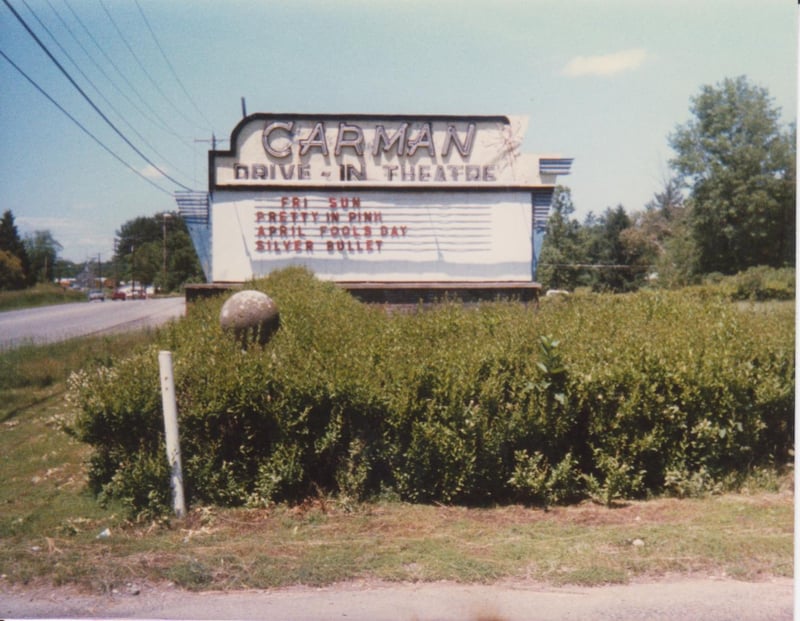 CARMAN
DRIVE-IN THEATRE
FRI SUN
PRETTY IN PINK
APRIL FOOLS DAY
SILVER BULLET